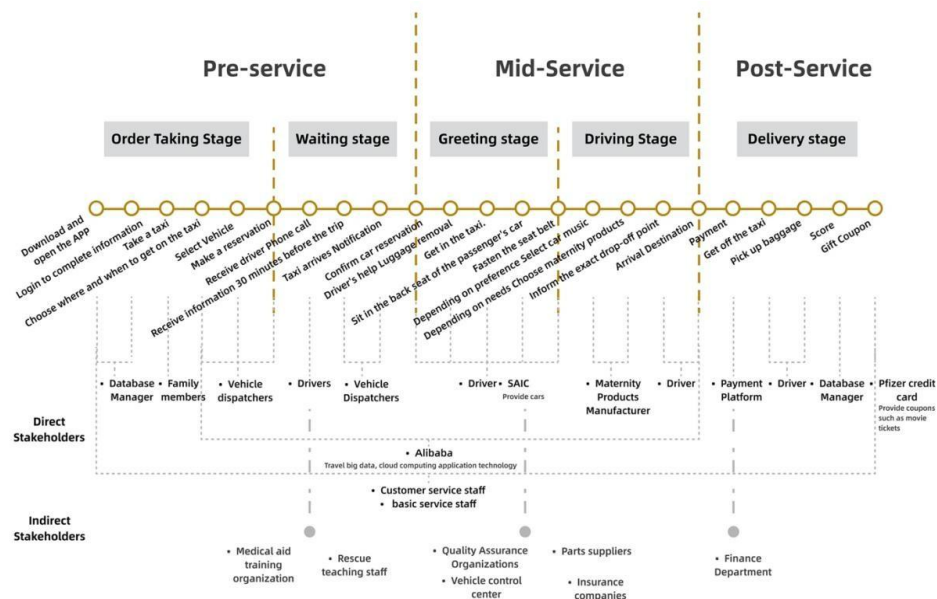 Pre-service
Mid-Service
Post-Service
Order Taking Stage
Waiting stage
Greeting stage
Driving Stage
Delivery stage
Download and
open the APP
Login to complete information
Take a taxi
Choose where and when to get on the taxi
Select Vehicle
Make a reservation
Receive driver Phone call
Receive information 30 minutes before the trip
Taxi arrives Notification
Confirm car reservation
Driver's help Luggage removal
Get in the taxi.
Sit in the back seat of the passenger's car
Fasten the seat belt
Depending on preference Select car music
Depending on needs Choose maternity products
Inform the exact drop-off point
Arrival Destination
Payment
Get off the taxi
Pick up baggage
Score
Gift Coupon
Direct
Stakeholders
• Database
Manager
• Family
members
• Vehicle
dispatchers
• Drivers
• Vehicle
Dispatchers
• Driver
• SAIC
Provide cars
• Maternity
Products
Manufacturer
• Driver
• Payment
Platform
• Driver
• Database
Manager
• Pfizer credit
card
Provide coupons
such as movie
tickets
• Alibaba
Travel big data, cloud computing application technology
• Customer service staff
• basic service staff
Indirect
Stakeholders
• Medical aid
training
organization
• Rescue
teaching staff
• Quality Assurance
Organizations
• Vehicle control
center
• Parts suppliers
• Insurance
companies
• Finance
Department